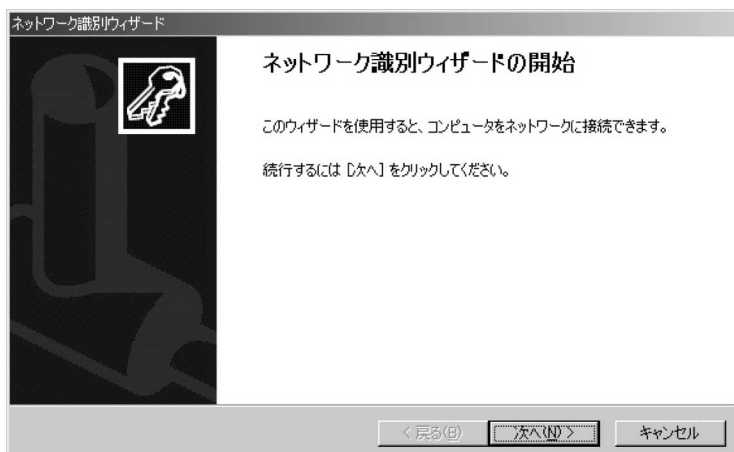 ネットワーク識別ウィザード
ネットワーク識別ウィザードの開始
このウィザードを使用すると、コンピュータをネットワークに接続できます。
続行するには [次へ] をクリックしてください。
< 戻る(B)
次へ(N) >
キャンセル